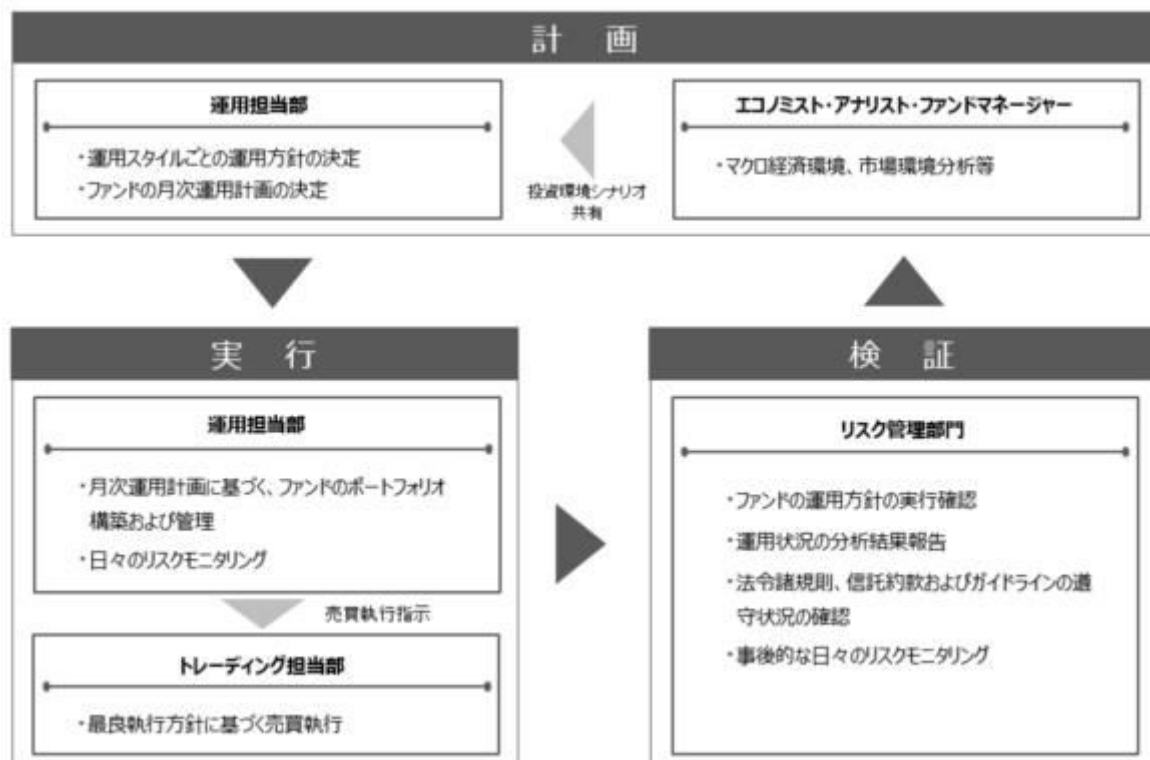 計 画
運用担当部
・運用スタイルごとの運用方針の決定
・ファンドの月次運用計画の決定
投資環境シナリオ
共有
エコノミスト・アナリスト・ファンドマネージャー
・マクロ経済環境、市場環境分析等
実 行
運用担当部
・月次運用計画に基づく、ファンドのポートフォリオ
構築および管理
・日々のリスクモニタリング
売買執行指示
トレーディング担当部
・最良執行方針に基づく売買執行
検 証
リスク管理部門
・ファンドの運用方針の実行確認
・運用状況の分析結果報告
・法令諸規則、信託約款およびガイドラインの遵
守状況の確認
・事後的な日々のリスクモニタリング